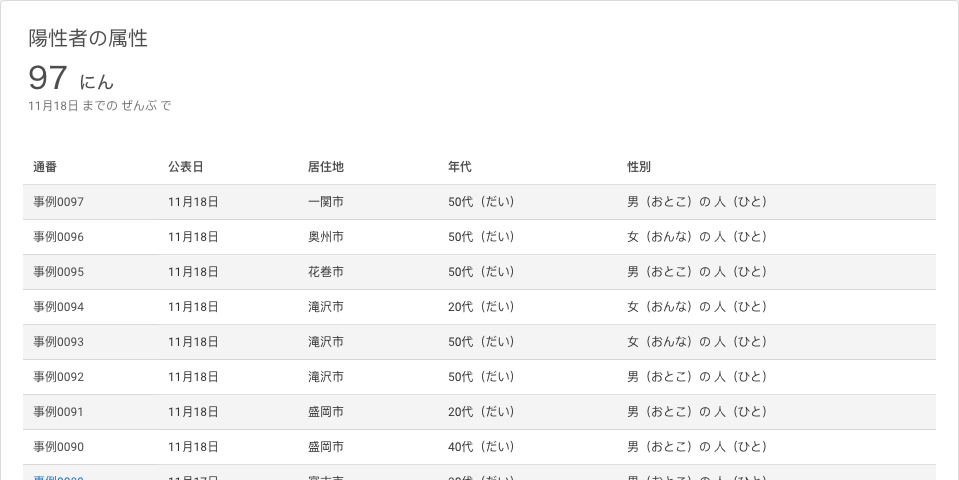 陽性者の属性
97 にん
11月18日 までの ぜんぶ で
通番 公表日 居住地 年代 性別
事例0097 11月18日 一関市 50代（だい） 男（おとこ）の 人（ひと）
事例0096 11月18日 奥州市 50代（だい） 女（おんな）の 人（ひと）
事例0095 11月18日 花巻市 50代（だい） 男（おとこ）の 人（ひと）
事例0094 11月18日 滝沢市 20代（だい） 女（おんな）の 人（ひと）
事例0093 11月18日 滝沢市 50代（だい） 女（おんな）の 人（ひと）
事例0092 11月18日 滝沢市 50代（だい） 男（おとこ）の 人（ひと）
事例0091 11月18日 盛岡市 20代（だい） 男（おとこ）の 人（ひと）
事例0090 11月18日 盛岡市 40代（だい） 男（おとこ）の 人（ひと）